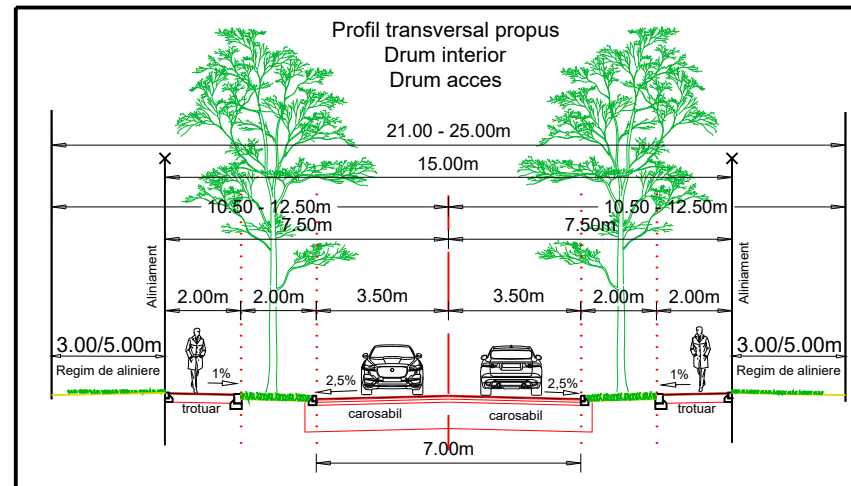 Profil transversal propus
Drum interior
Drum acces
21.00 - 25.00m
15.00m
10.50 - 12.50m
10.50 - 12.50m
7.50m
7.50m
Aliniament
Aliniament
2.00m
2.00m
3.50m
3.50m
2.00m
2.00m
3.00/5.00m
3.00/5.00m
Regim de aliniere
1%
2,5%
2,5%
1%
Regim de aliniere
trotuar
carosabil
carosabil
trotuar
7.00m